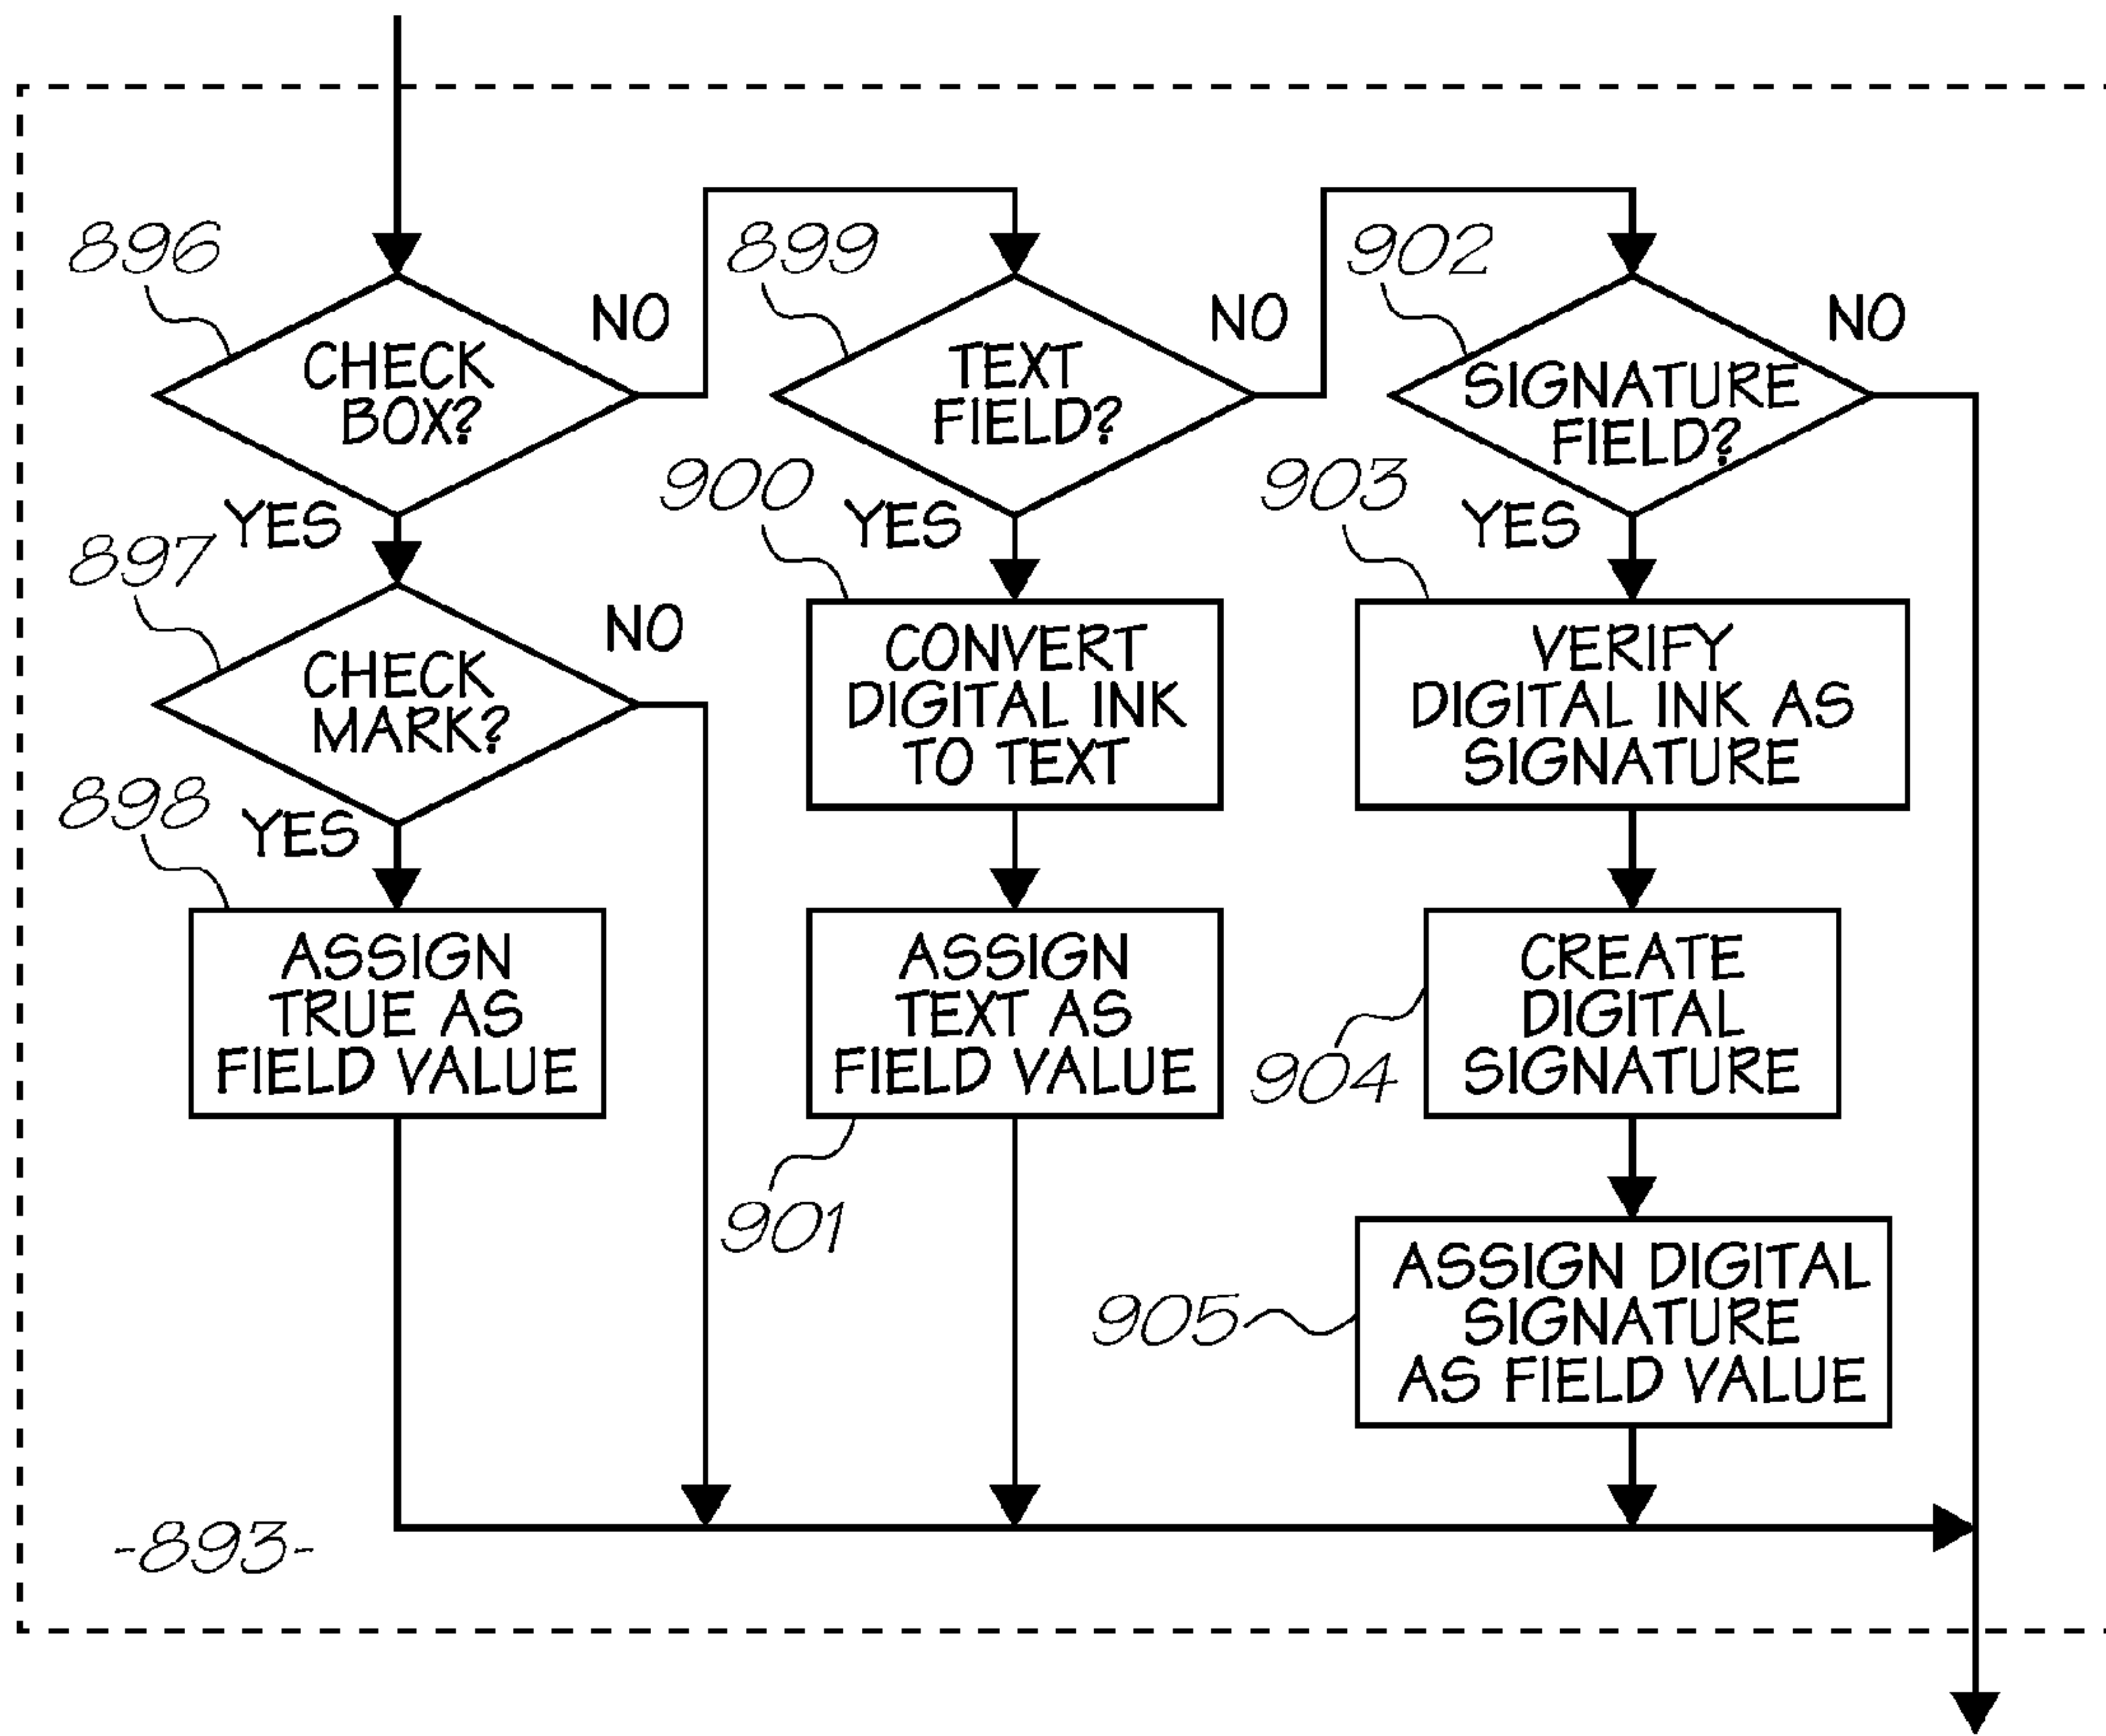 896
CHECK
BOX?
NO
YES
897
CHECK
MARK?
NO
YES
898
ASSIGN
TRUE AS
FIELD VALUE
899
TEXT
FIELD?
NO
YES
900
CONVERT
DIGITAL INK
TO TEXT
ASSIGN
TEXT AS
FIELD VALUE
901
902
SIGNATURE
FIELD?
NO
YES
903
VERIFY
DIGITAL INK AS
SIGNATURE
CREATE
DIGITAL
SIGNATURE
904
ASSIGN DIGITAL
SIGNATURE
AS FIELD VALUE
905
-893-